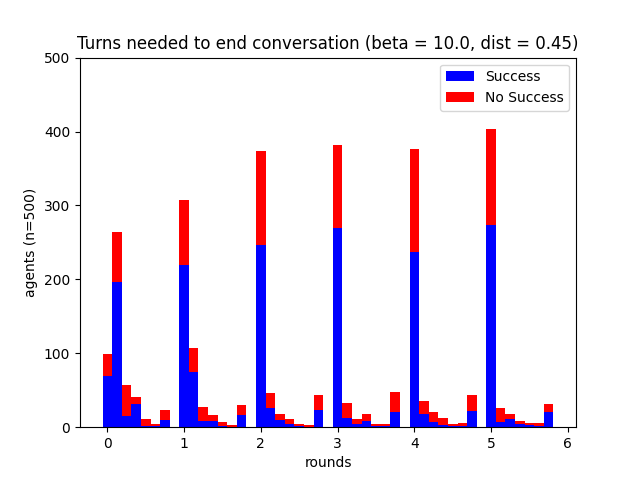 Turns needed to end conversation (beta = 10.0, dist = 0.45)
Success
No Success
500
400
300
200
100
0
agents (n=500)
0 1 2 3 4 5 6
rounds